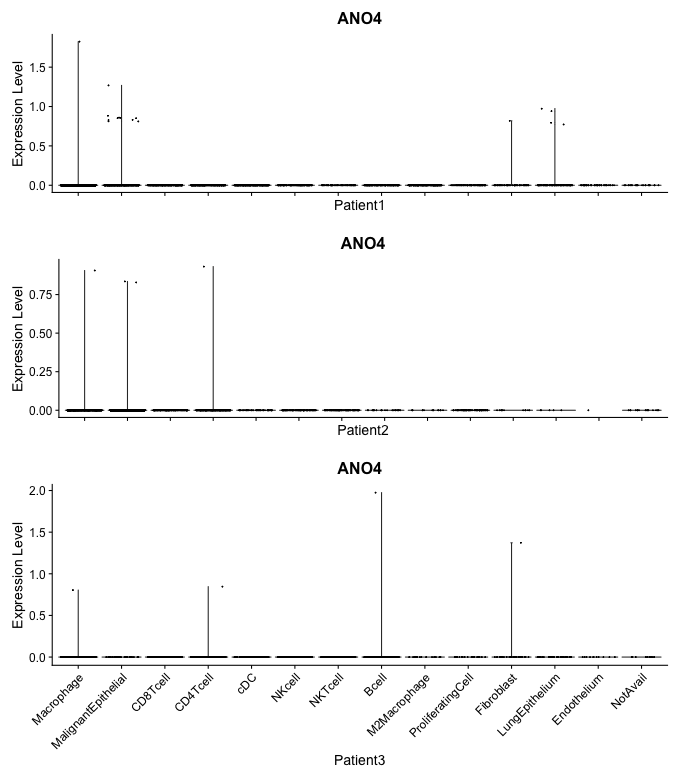 ANO4
Expression Level
1.5
1.0
0.5
0.0
Patient1
ANO4
Expression Level
0.75
0.50
0.25
0.00
Patient2
ANO4
Expression Level
2.0
1.5
1.0
0.5
0.0
Macrophage
MalignantEpithelial
CD8Tcell
CD4Tcell
cDC
NKcell
NKTcell
Bcell
M2Macrophage
ProliferatingCell
Fibroblast
LungEpithelium
Endothelium
NotAvail
Patient3